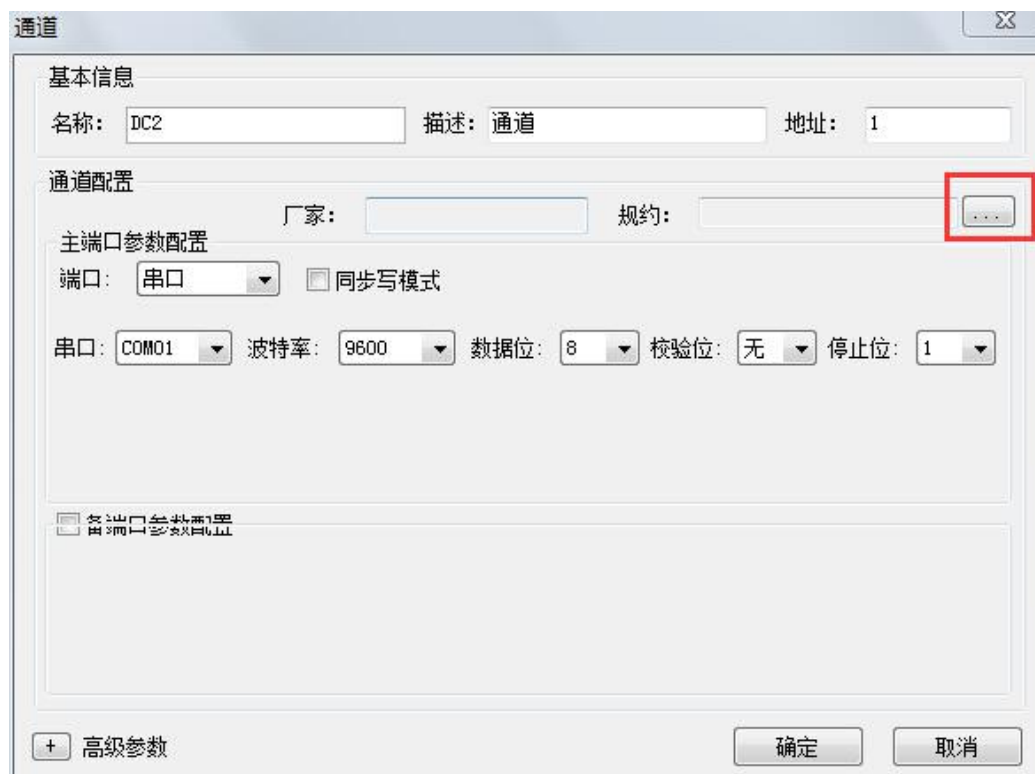 通道
基本信息
名称: DC2 描述: 通道 地址: 1
通道配置
厂家: 规约: ...
主端口参数配置
端口: 串口 同步写模式
串口: COM01 波特率: 9600 数据位: 8 校验位: 无 停止位: 1
备端口参数配置
+ 高级参数 确定 取消